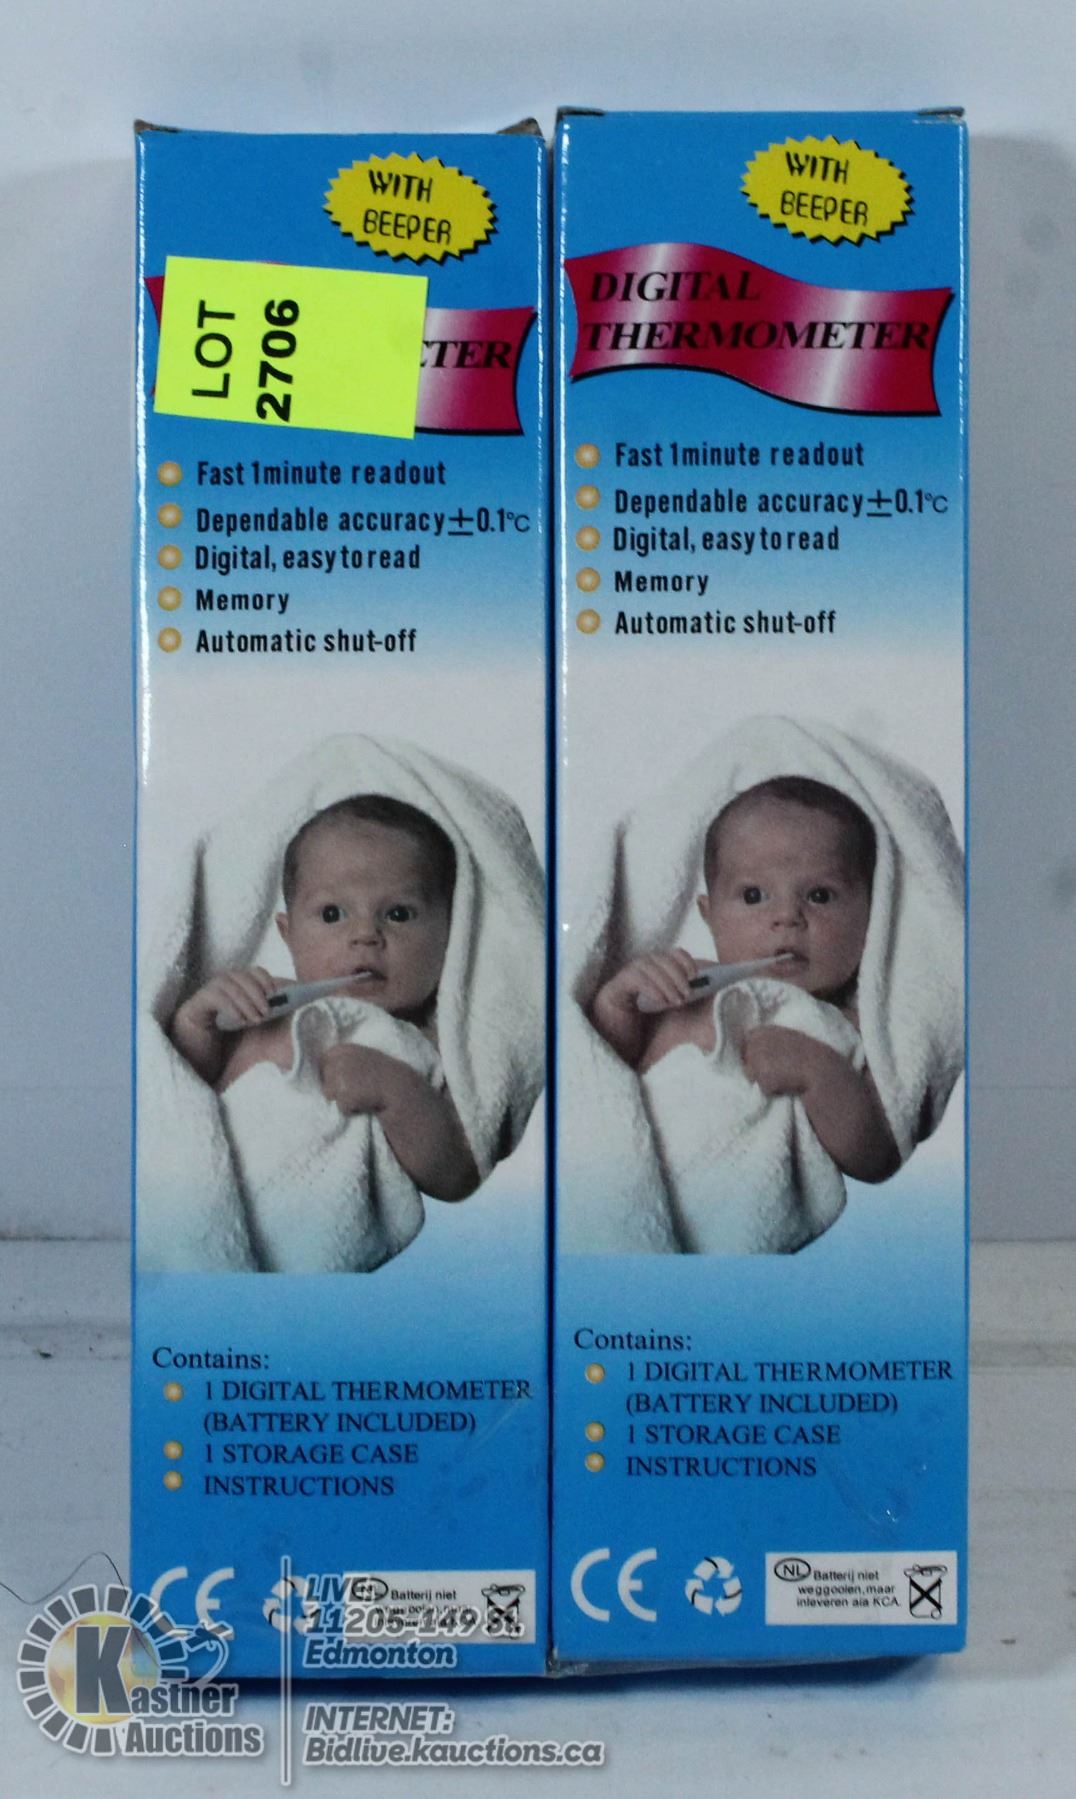 WITH
BEEPER
LOT
2706
TER
Fast 1minute readout
Dependable accuracy±0.1°C
Digital, easy to read
Memory
Automatic shut-off
Contains:
1 DIGITAL THERMOMETER
(BATTERY INCLUDED)
1 STORAGE CASE
INSTRUCTIONS
CE
Batterij niet
WITH
BEEPER
DIGITAL
THERMOMETER
Fast 1minute readout
Dependable accuracy±0.1°C
Digital, easy to read
Memory
Automatic shut-off
Contains:
1 DIGITAL THERMOMETER
(BATTERY INCLUDED)
1 STORAGE CASE
INSTRUCTIONS
CE
NL Batterij niet
weggooien, maar
inleveren als KCA.
K
Kastner
Auctions
LIVE:
11205-149 St,
Edmonton
INTERNET:
Bidlive.kauctions.ca